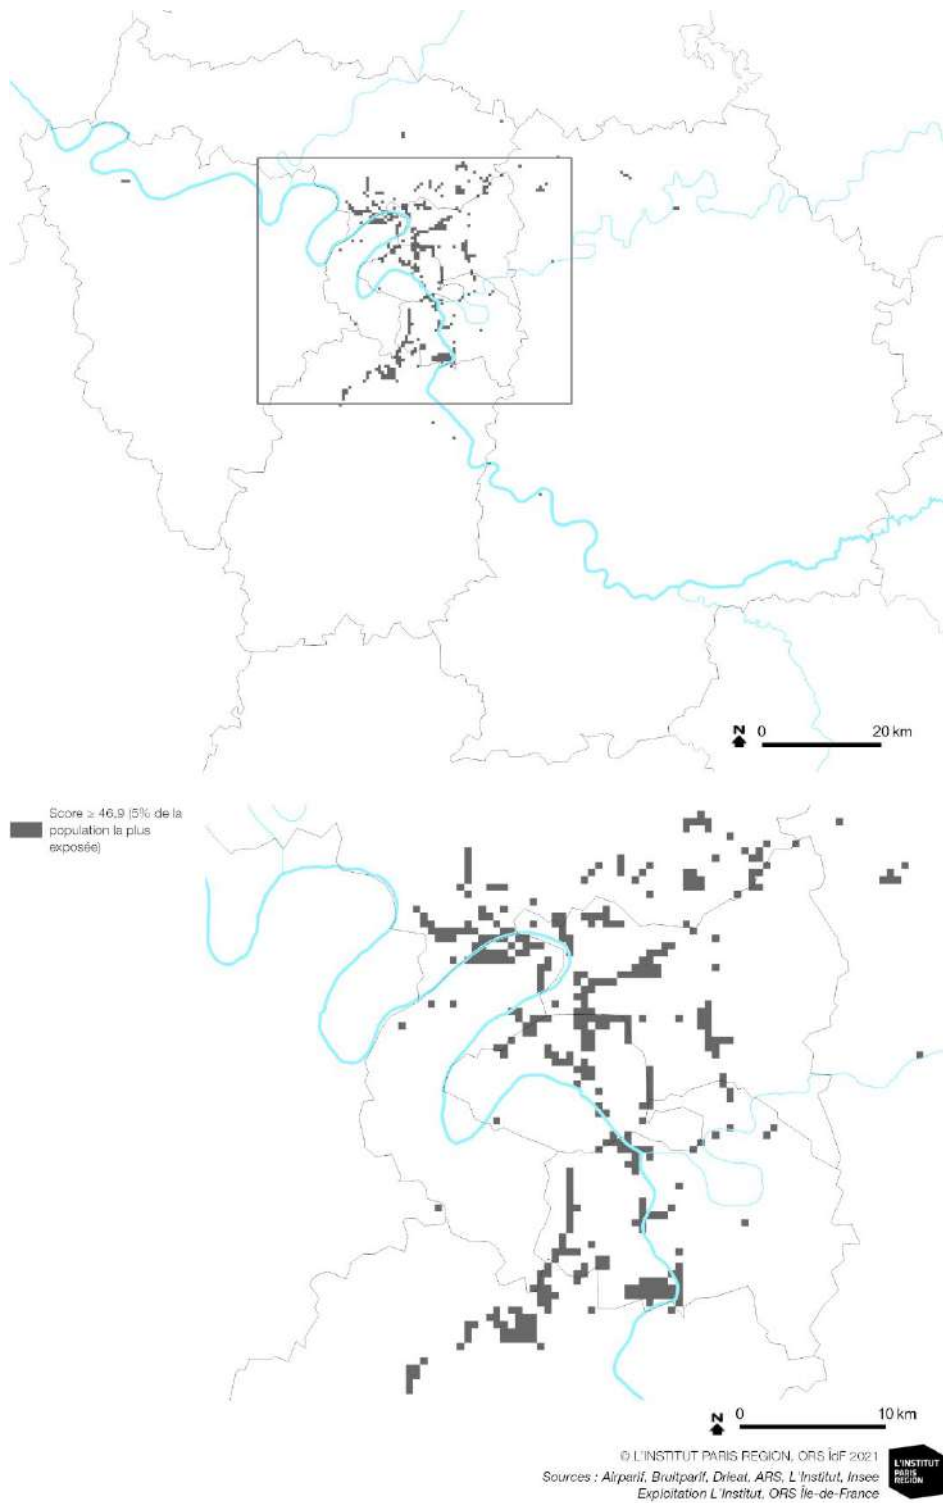 N 0 20 km
Score ≥ 46,9 (5% de la
population la plus
exposée)
N 0 10 km
© L'INSTITUT PARIS REGION, ORS ÎdF 2021
Sources : Airparif, Bruitparif, Drieat, ARS, L'Institut, Insee
Exploitation L'Institut, ORS Île-de-France
L'INSTITUT
PARIS
REGION